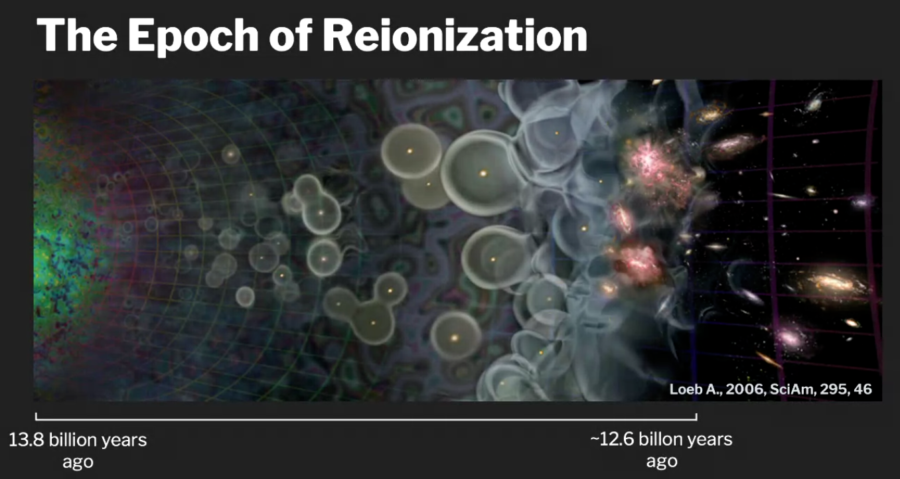 The Epoch of Reionization
Loeb A., 2006, SciAm, 295, 46
13.8 billion years
ago
~12.6 billon years
ago